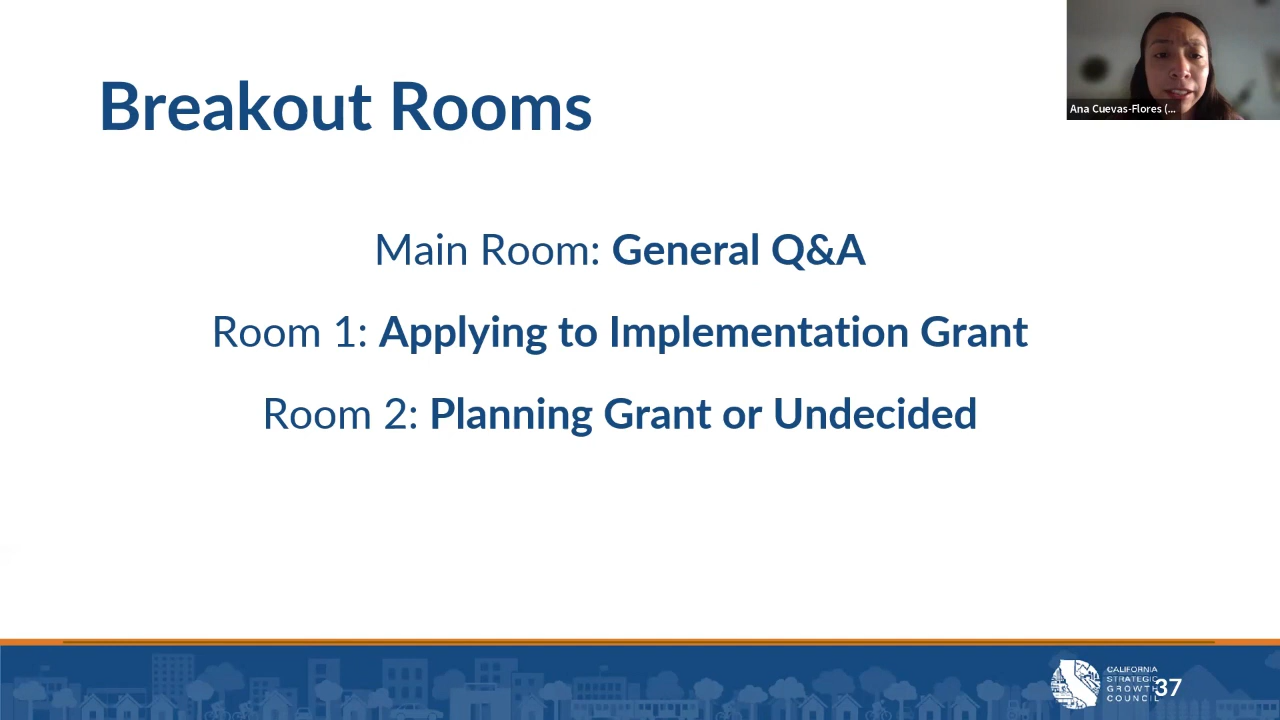 Breakout Rooms
Ana Cuevas-Flores (...
Main Room: General Q&A
Room 1: Applying to Implementation Grant
Room 2: Planning Grant or Undecided
CALIFORNIA
STRATEGIC
GROWTH
COUNCIL
37